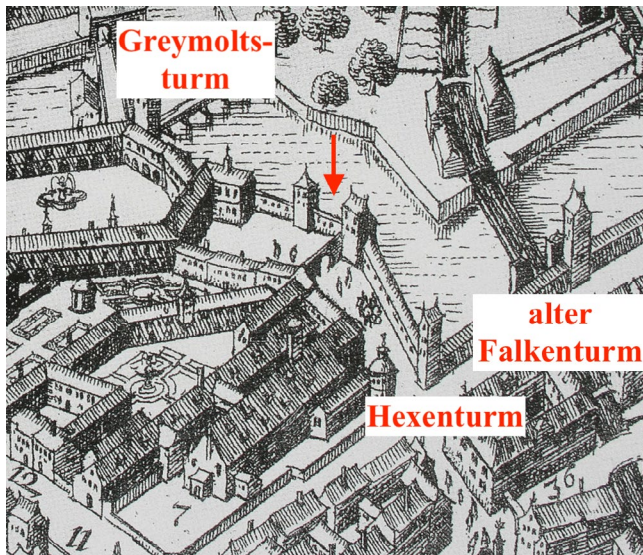 Greymolts-
turm
alter
Falkenturm
Hexenturm
36
12
7
11